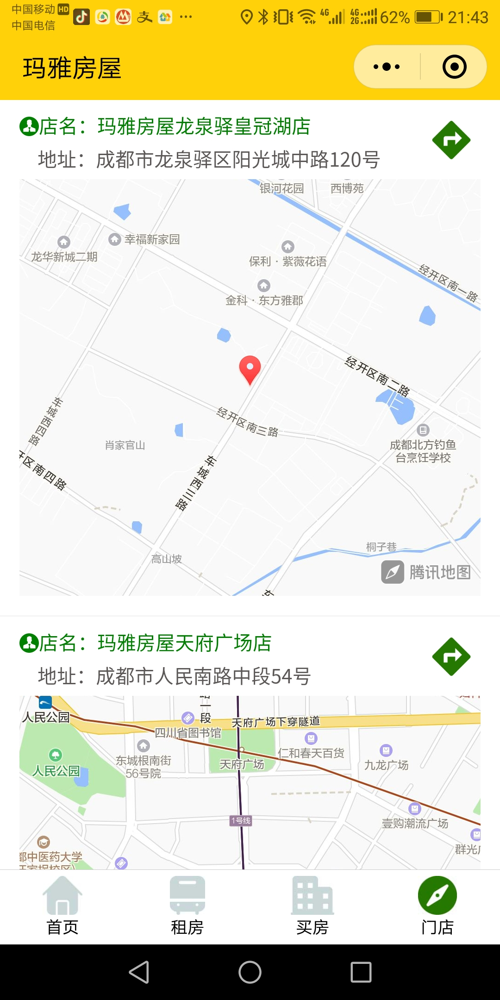 中国移动 HD
中国电信
4G
4G
2G
62%
21:43
玛雅房屋
店名：玛雅房屋龙泉驿皇冠湖店
地址：成都市龙泉驿区阳光城中路120号
银河花园
西博苑
幸福新家园
龙华新城二期
保利·紫薇花语
经开区南一路
金科·东方雅郡
经开区南二路
车城西四路
经开区南三路
肖家官山
成都北方钓鱼
台烹饪学校
开区南四路
车城西三路
桐子巷
高山坡
腾讯地图
车
店名：玛雅房屋天府广场店
地址：成都市人民南路中段54号
路一段
人民公园
天府广场下穿隧道
四川省图书馆
仁和春天百货
东城根南街
56号院
天府广场
九龙广场
人民公园
1号线
壹购潮流广场
群光广
都中医药大学
首页
租房
买房
门店